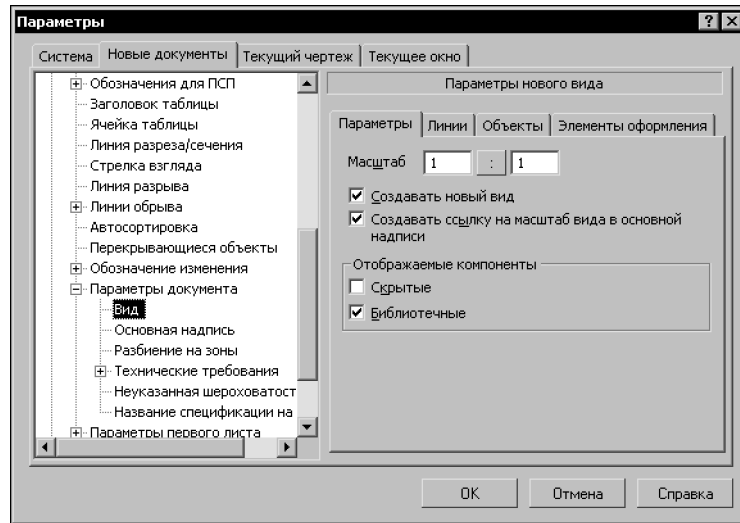 Параметры
Система Новые документы Текущий чертеж Текущее окно
Обозначения для ПСП
Заголовок таблицы
Ячейка таблицы
Линия разреза/сечения
Стрелка взгляда
Линия разрыва
Линии обрыва
Автосортировка
Перекрывающиеся объекты
Обозначение изменения
Параметры документа
Вид
Основная надпись
Разбиение на зоны
Технические требования
Неуказанная шероховатост
Название спецификации на
Параметры первого листа
Параметры нового вида
Параметры Линии Объекты Элементы оформления
Масштаб 1 : 1
Создавать новый вид
Создавать ссылку на масштаб вида в основной
надписи
Отображаемые компоненты
Скрытые
Библиотечные
OK Отмена Справка